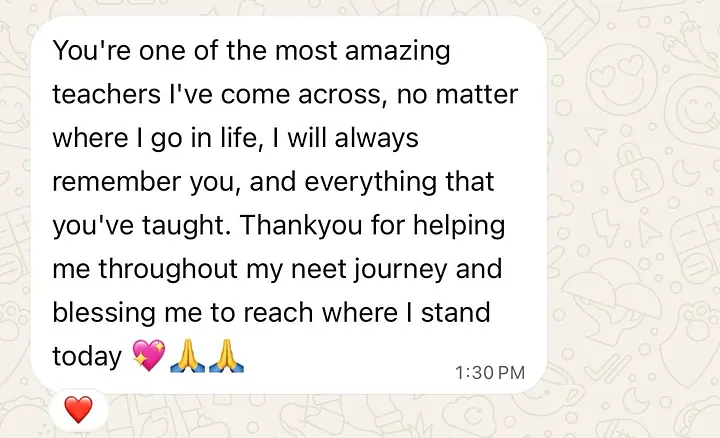 You're one of the most amazing
teachers I've come across, no matter
where I go in life, I will always
remember you, and everything that
you've taught. Thankyou for helping
me throughout my neet journey and
blessing me to reach where I stand
today 💖🙏🙏
1:30 PM
❤️